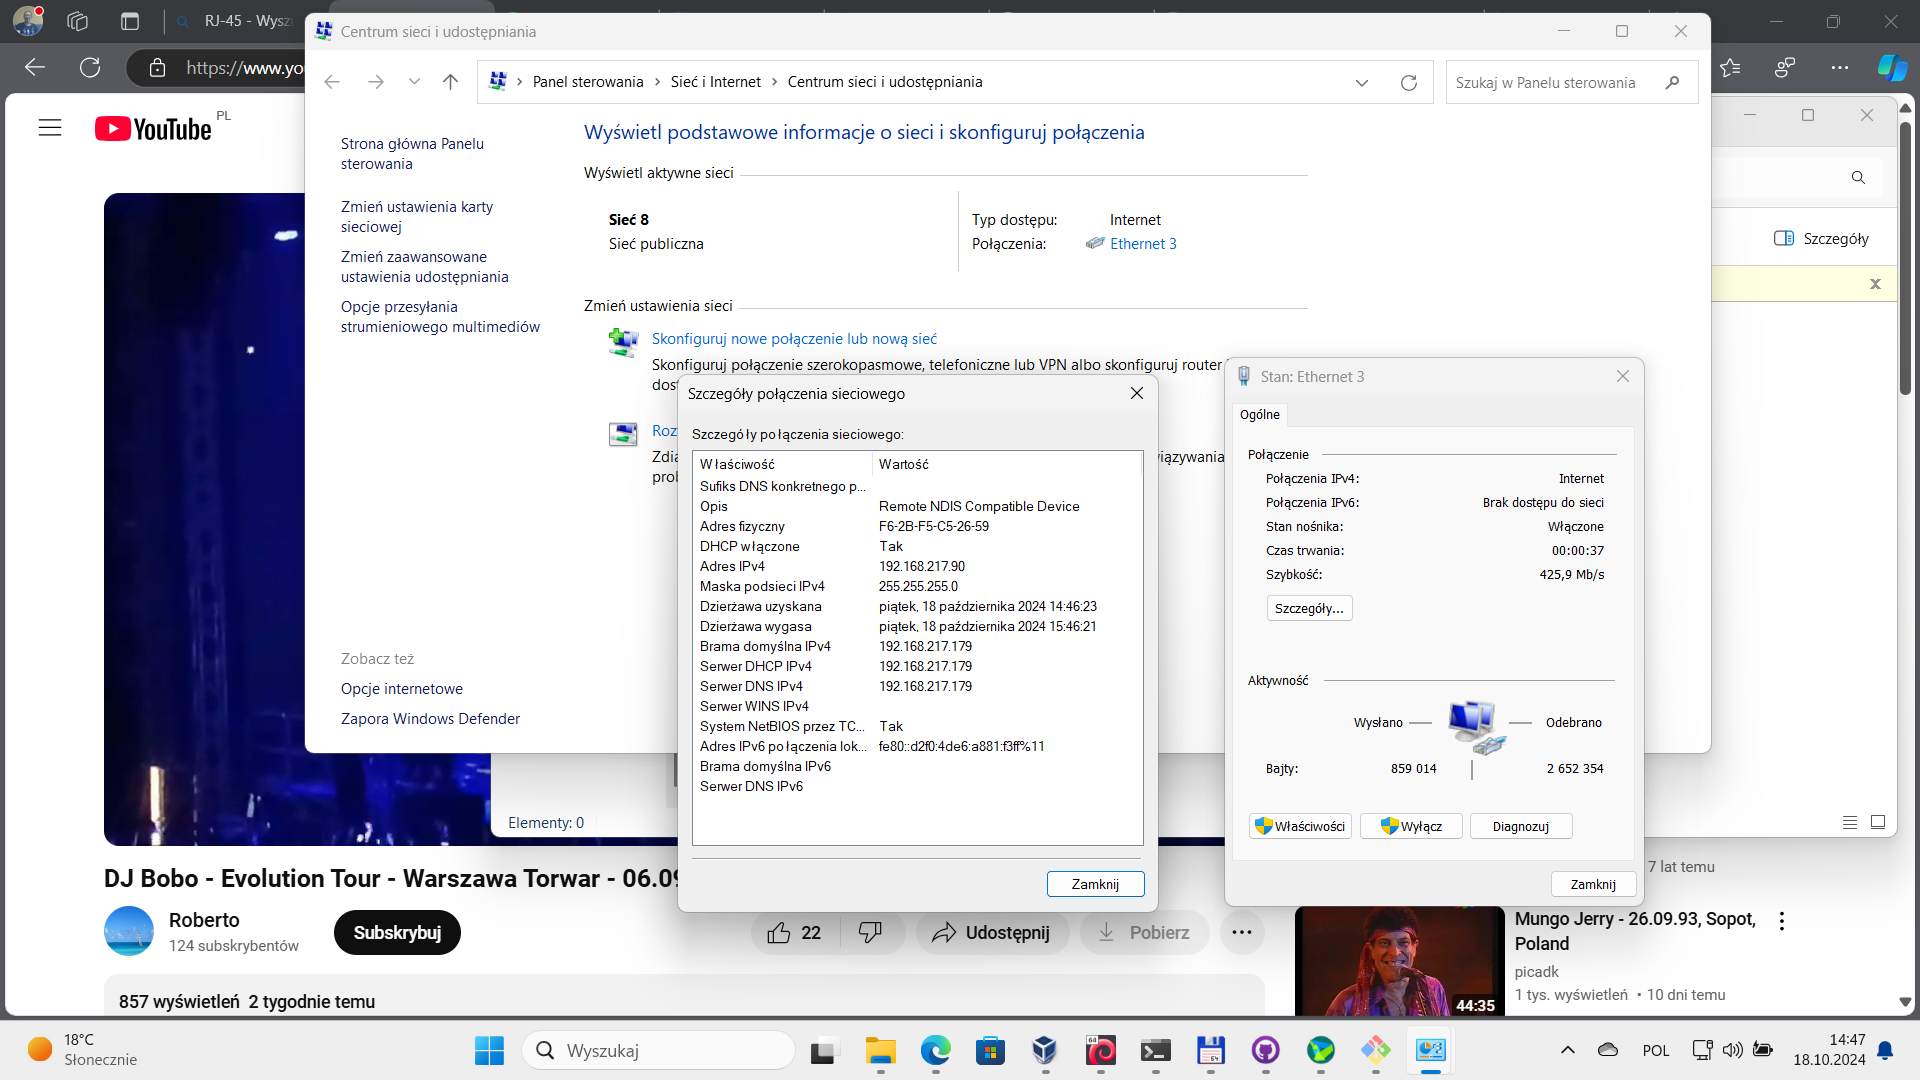 RJ-45 - Wysz
https://www.yo
YouTube PL
Centrum sieci i udostępniania
Panel sterowania
Sieć i Internet
Centrum sieci i udostępniania
Szukaj w Panelu sterowania
Strona główna Panelu
sterowania
Zmień ustawienia karty
sieciowej
Zmień zaawansowane
ustawienia udostępniania
Opcje przesyłania
strumieniowego multimediów
Zobacz też
Opcje internetowe
Zapora Windows Defender
Wyświetl podstawowe informacje o sieci i skonfiguruj połączenia
Wyświetl aktywne sieci
Sieć 8
Sieć publiczna
Typ dostępu: Internet
Połączenia: Ethernet 3
Zmień ustawienia sieci
Skonfiguruj nowe połączenie lub nową sieć
Skonfiguruj połączenie szerokopasmowe, telefoniczne lub VPN albo skonfiguruj router
Szczegóły
x
Szczegóły połączenia sieciowego
Szczegóły połączenia sieciowego:
Właściwość Wartość
Sufiks DNS konkretnego p...
Opis Remote NDIS Compatible Device
Adres fizyczny F6-2B-F5-C5-26-59
DHCP włączone Tak
Adres IPv4 192.168.217.90
Maska podsieci IPv4 255.255.255.0
Dzierżawa uzyskana piątek, 18 października 2024 14:46:23
Dzierżawa wygasa piątek, 18 października 2024 15:46:21
Brama domyślna IPv4 192.168.217.179
Serwer DHCP IPv4 192.168.217.179
Serwer DNS IPv4 192.168.217.179
Serwer WINS IPv4
System NetBIOS przez TC... Tak
Adres IPv6 połączenia lok... fe80::d2f0:4de6:a881:f3ff%11
Brama domyślna IPv6
Serwer DNS IPv6
Zamknij
Stan: Ethernet 3
Ogólne
Połączenie
Połączenia IPv4: Internet
Połączenia IPv6: Brak dostępu do sieci
Stan nośnika: Włączone
Czas trwania: 00:00:37
Szybkość: 425,9 Mb/s
Szczegóły...
Aktywność
Wysłano Odebrano
Bajty: 859 014 2 652 354
Właściwości Wyłącz Diagnozuj
Zamknij
Elementy: 0
DJ Bobo - Evolution Tour - Warszawa Torwar - 06.09
Roberto
124 subskrybentów
Subskrybuj
22
Udostępnij
Pobierz
857 wyświetleń 2 tygodnie temu
7 lat temu
44:35
Mungo Jerry - 26.09.93, Sopot,
Poland
picadk
1 tys. wyświetleń • 10 dni temu
18°C
Słonecznie
Wyszukaj
64
64
POL
14:47
18.10.2024